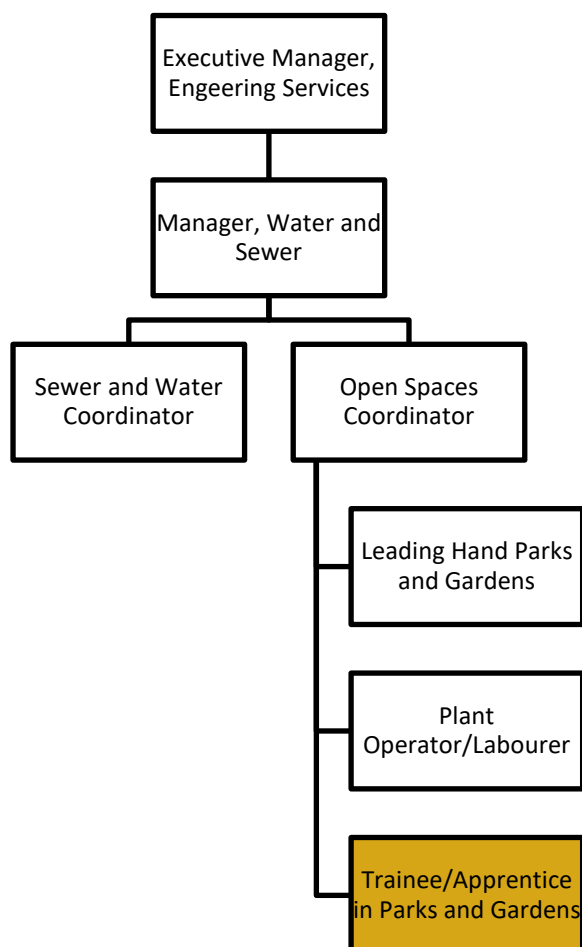 Executive Manager,
Engeering Services
Manager, Water and
Sewer
Sewer and Water
Coordinator
Open Spaces
Coordinator
Leading Hand Parks
and Gardens
Plant
Operator/Labourer
Trainee/Apprentice
in Parks and Gardens